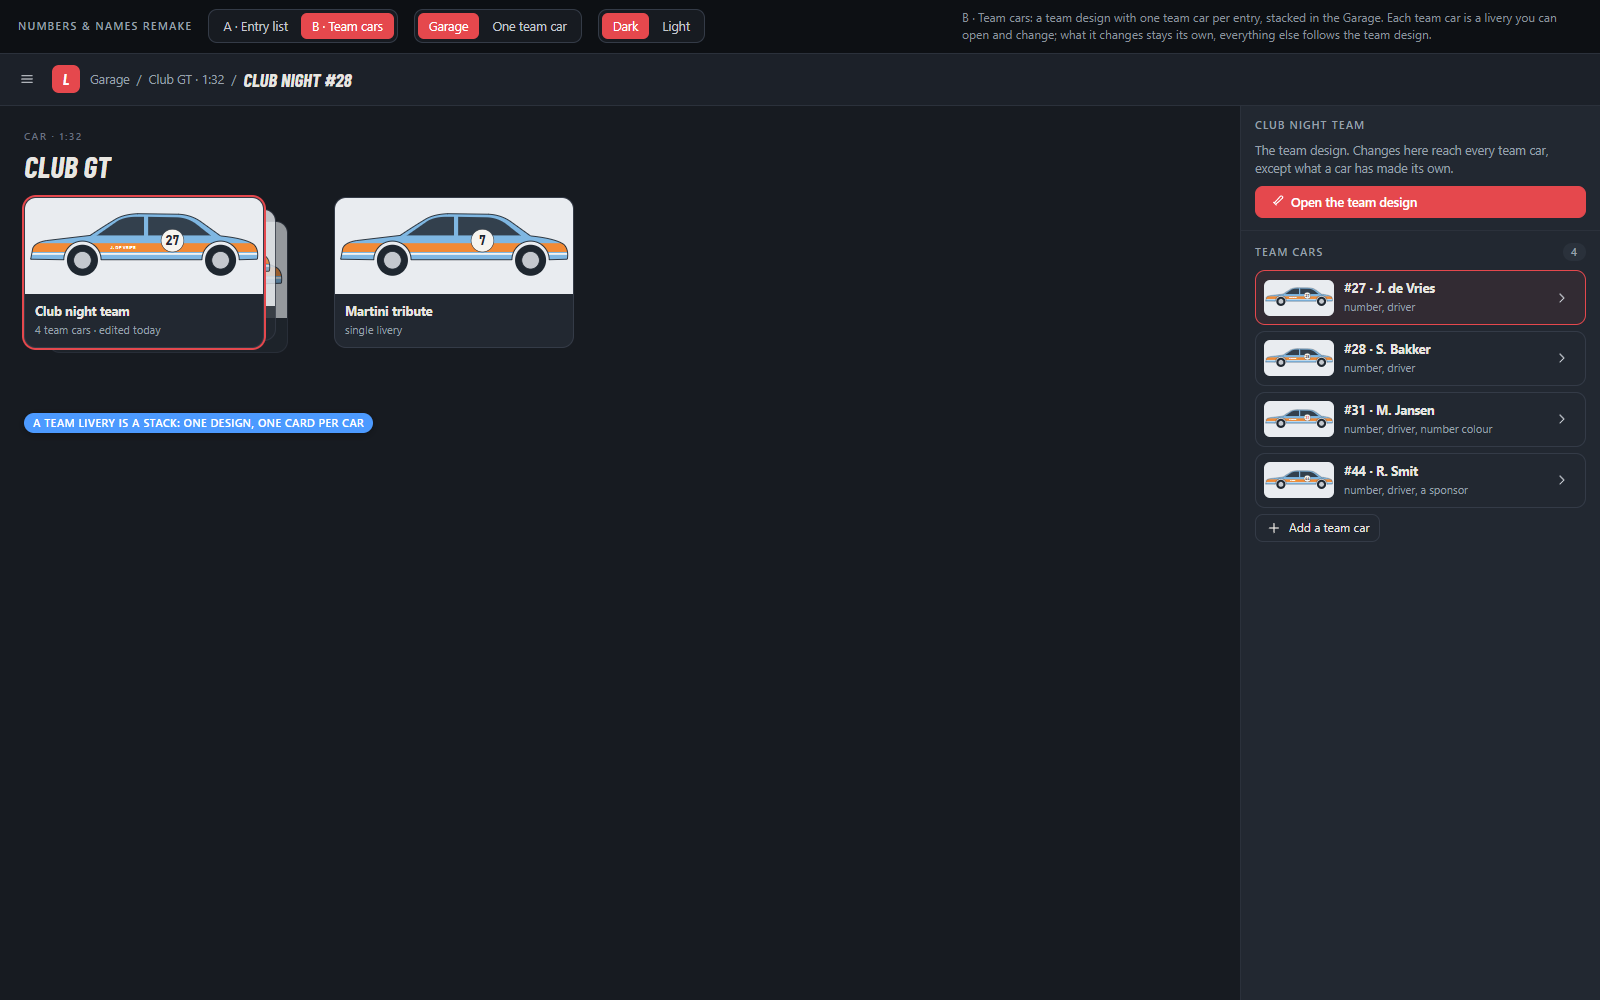 NUMBERS & NAMES REMAKE
A · Entry list
B · Team cars
Garage
One team car
Dark
Light
B · Team cars: a team design with one team car per entry, stacked in the Garage. Each team car is a livery you can
open and change; what it changes stays its own, everything else follows the team design.
L
Garage / Club GT · 1:32 / CLUB NIGHT #28
CAR · 1:32
CLUB GT
27
Club night team
4 team cars · edited today
7
Martini tribute
single livery
A TEAM LIVERY IS A STACK: ONE DESIGN, ONE CARD PER CAR
CLUB NIGHT TEAM
The team design. Changes here reach every team car,
except what a car has made its own.
Open the team design
TEAM CARS
4
#27 · J. de Vries
number, driver
#28 · S. Bakker
number, driver
#31 · M. Jansen
number, driver, number colour
#44 · R. Smit
number, driver, a sponsor
Add a team car